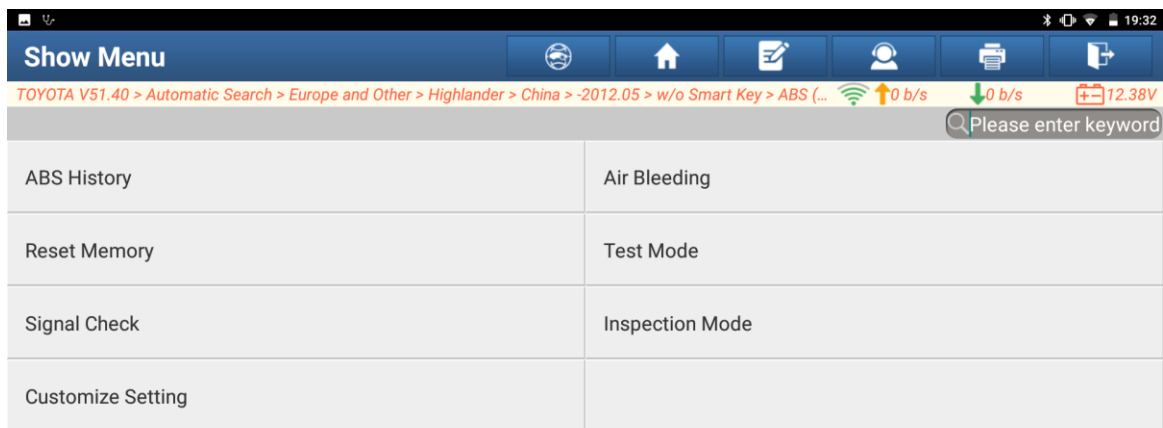 19:32
Show Menu
TOYOTA V51.40 > Automatic Search > Europe and Other > Highlander > China > -2012.05 > w/o Smart Key > ABS (... 0 b/s 0 b/s 12.38V
Please enter keyword
ABS History Air Bleeding
Reset Memory Test Mode
Signal Check Inspection Mode
Customize Setting